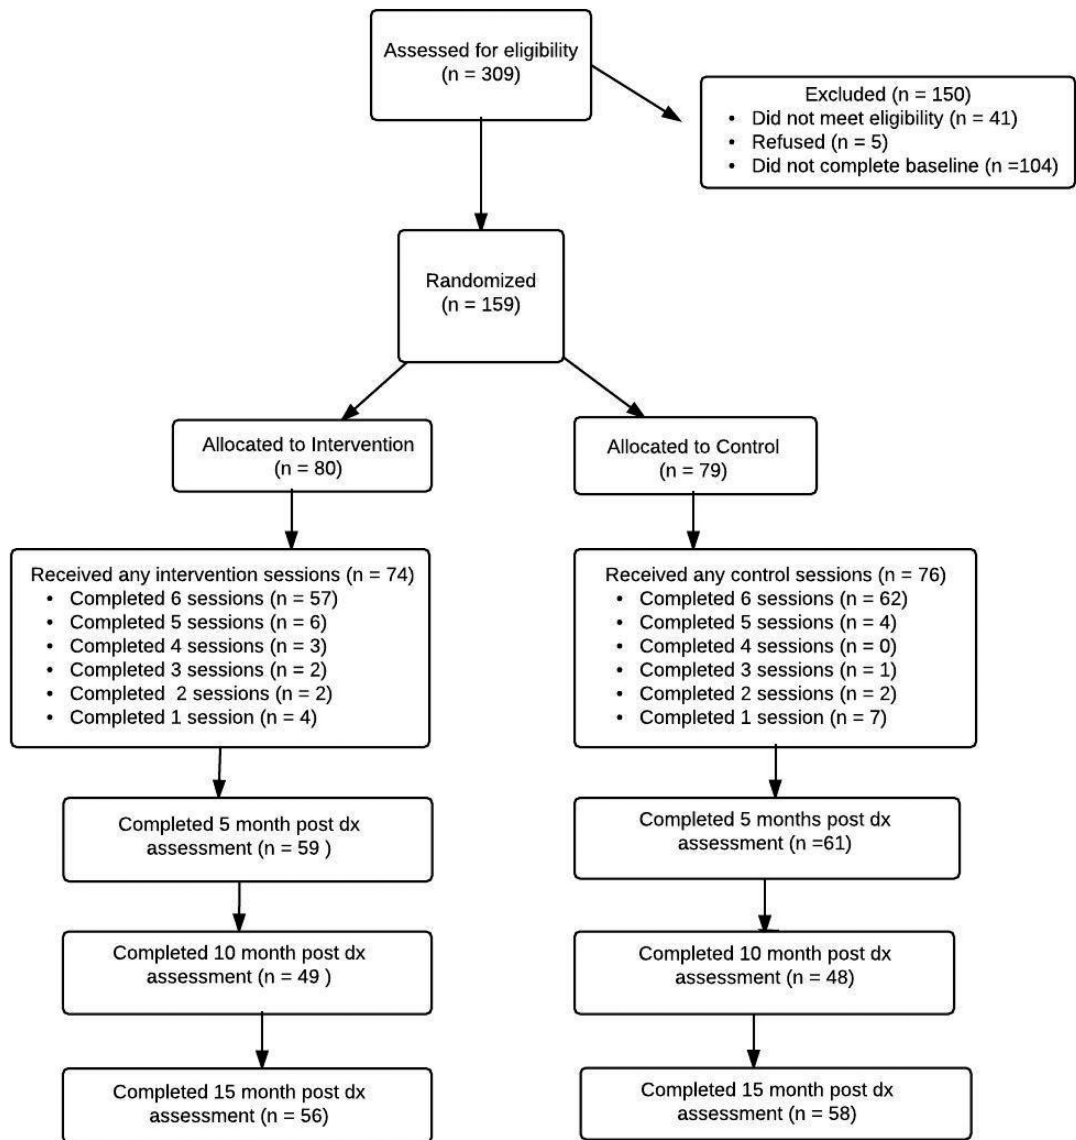 Assessed for eligibility
(n = 309)
Excluded (n = 150)
• Did not meet eligibility (n = 41)
• Refused (n = 5)
• Did not complete baseline (n =104)
Randomized
(n = 159)
Allocated to Intervention
(n = 80)
Allocated to Control
(n = 79)
Received any intervention sessions (n = 74)
• Completed 6 sessions (n = 57)
• Completed 5 sessions (n = 6)
• Completed 4 sessions (n = 3)
• Completed 3 sessions (n = 2)
• Completed 2 sessions (n = 2)
• Completed 1 session (n = 4)
Received any control sessions (n = 76)
• Completed 6 sessions (n = 62)
• Completed 5 sessions (n = 4)
• Completed 4 sessions (n = 0)
• Completed 3 sessions (n = 1)
• Completed 2 sessions (n = 2)
• Completed 1 session (n = 7)
Completed 5 month post dx
assessment (n = 59 )
Completed 5 months post dx
assessment (n =61)
Completed 10 month post dx
assessment (n = 49 )
Completed 10 month post dx
assessment (n = 48)
Completed 15 month post dx
assessment (n = 56)
Completed 15 month post dx
assessment (n = 58)